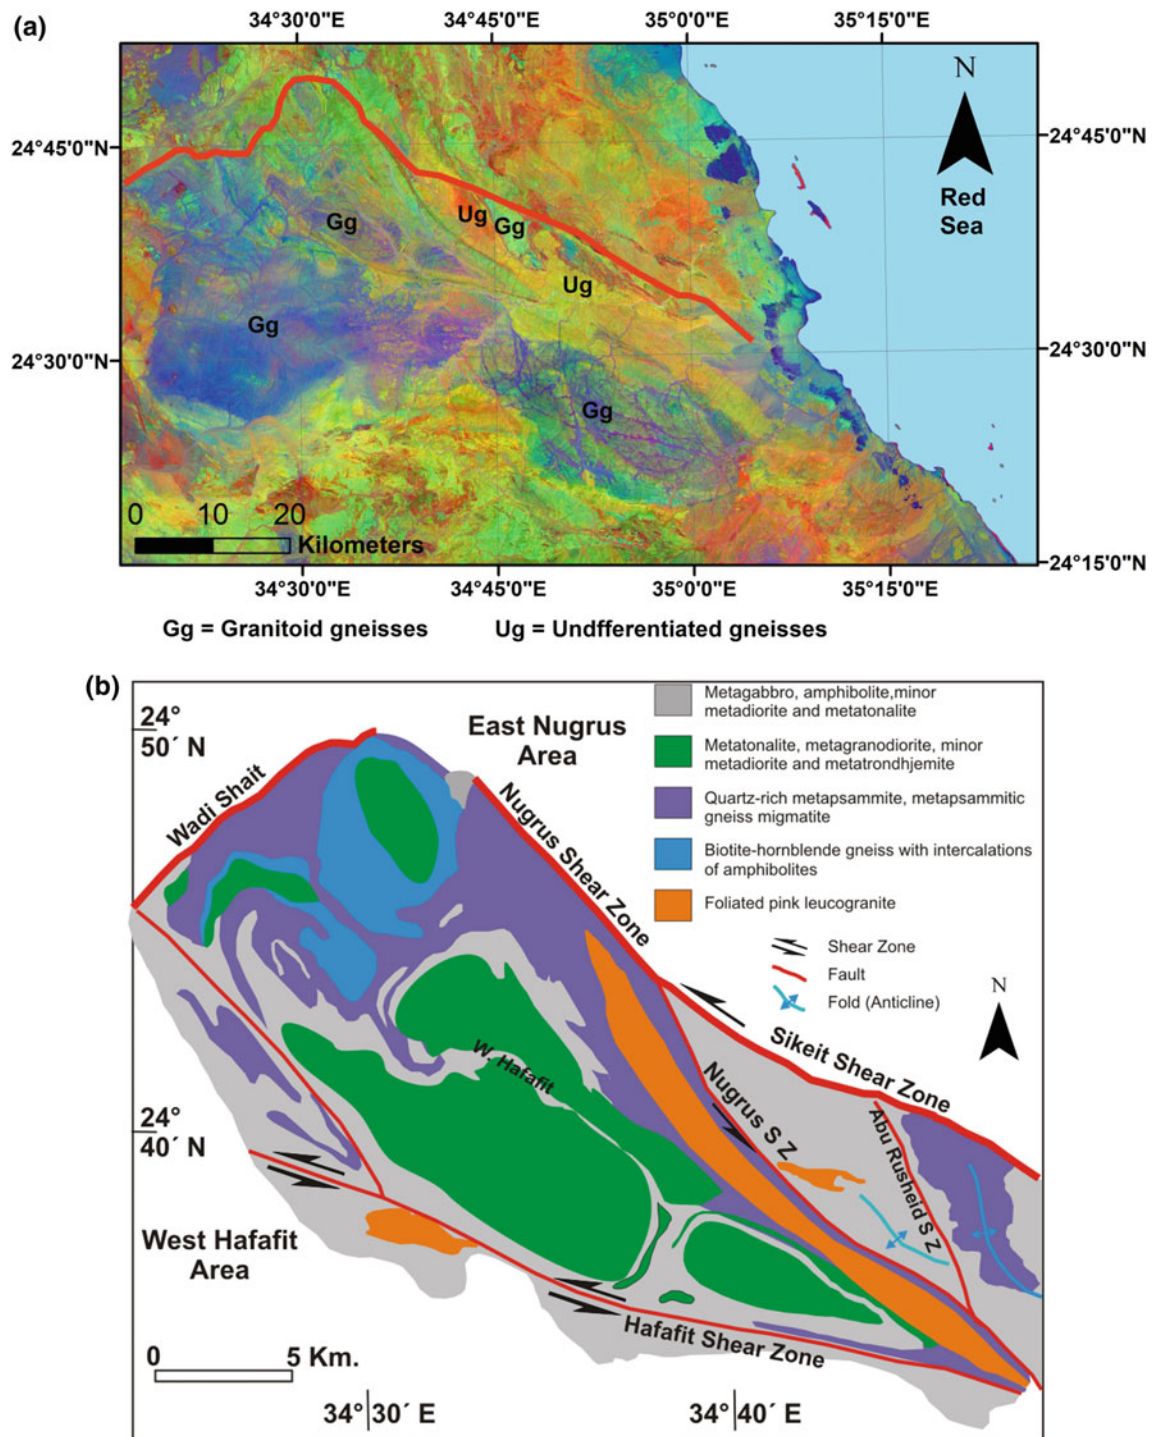 (a)
34°30'0"E 34°45'0"E 35°0'0"E 35°15'0"E
24°45'0"N
24°30'0"N
24°45'0"N
24°30'0"N
24°15'0"N
N
Red
Sea
Gg
Ug
Gg
Ug
Gg
Gg
0 10 20
Kilometers
34°30'0"E 34°45'0"E 35°0'0"E 35°15'0"E
Gg = Granitoid gneisses Ug = Undfferentiated gneisses
(b)
24°
50´ N
East Nugrus
Area
Wadi Shait
Nugrus Shear Zone
Metagabbro, amphibolite,minor
metadiorite and metatonalite
Metatonalite, metagranodiorite, minor
metadiorite and metatrondhjemite
Quartz-rich metapsammite, metapsammitic
gneiss migmatite
Biotite-hornblende gneiss with intercalations
of amphibolites
Foliated pink leucogranite
Shear Zone
Fault
Fold (Anticline)
N
Sikeit Shear Zone
W. Hafafit
Nugrus S Z
Abu Rusheid S Z
24°
40´ N
West Hafafit
Area
Hafafit Shear Zone
0 5 Km.
34° 30´ E 34° 40´ E